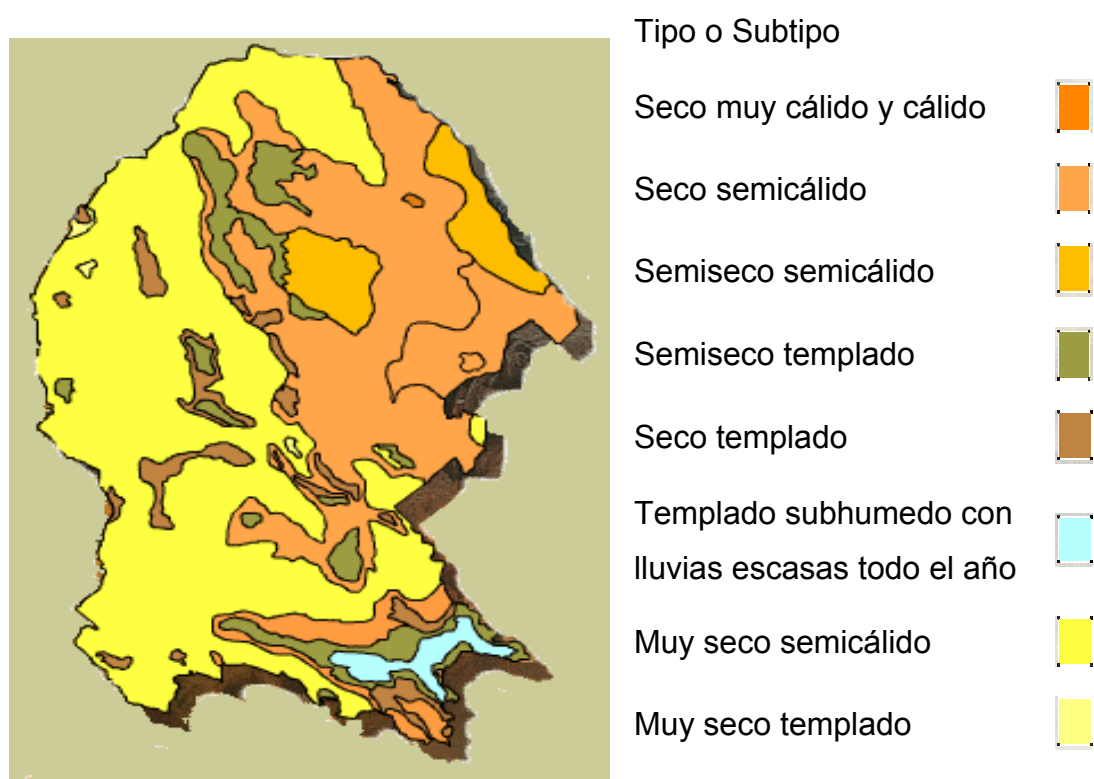 Tipo o Subtipo
Seco muy cálido y cálido
Seco semicálido
Semiseco semicálido
Semiseco templado
Seco templado
Templado subhumedo con
lluvias escasas todo el año
Muy seco semicálido
Muy seco templado